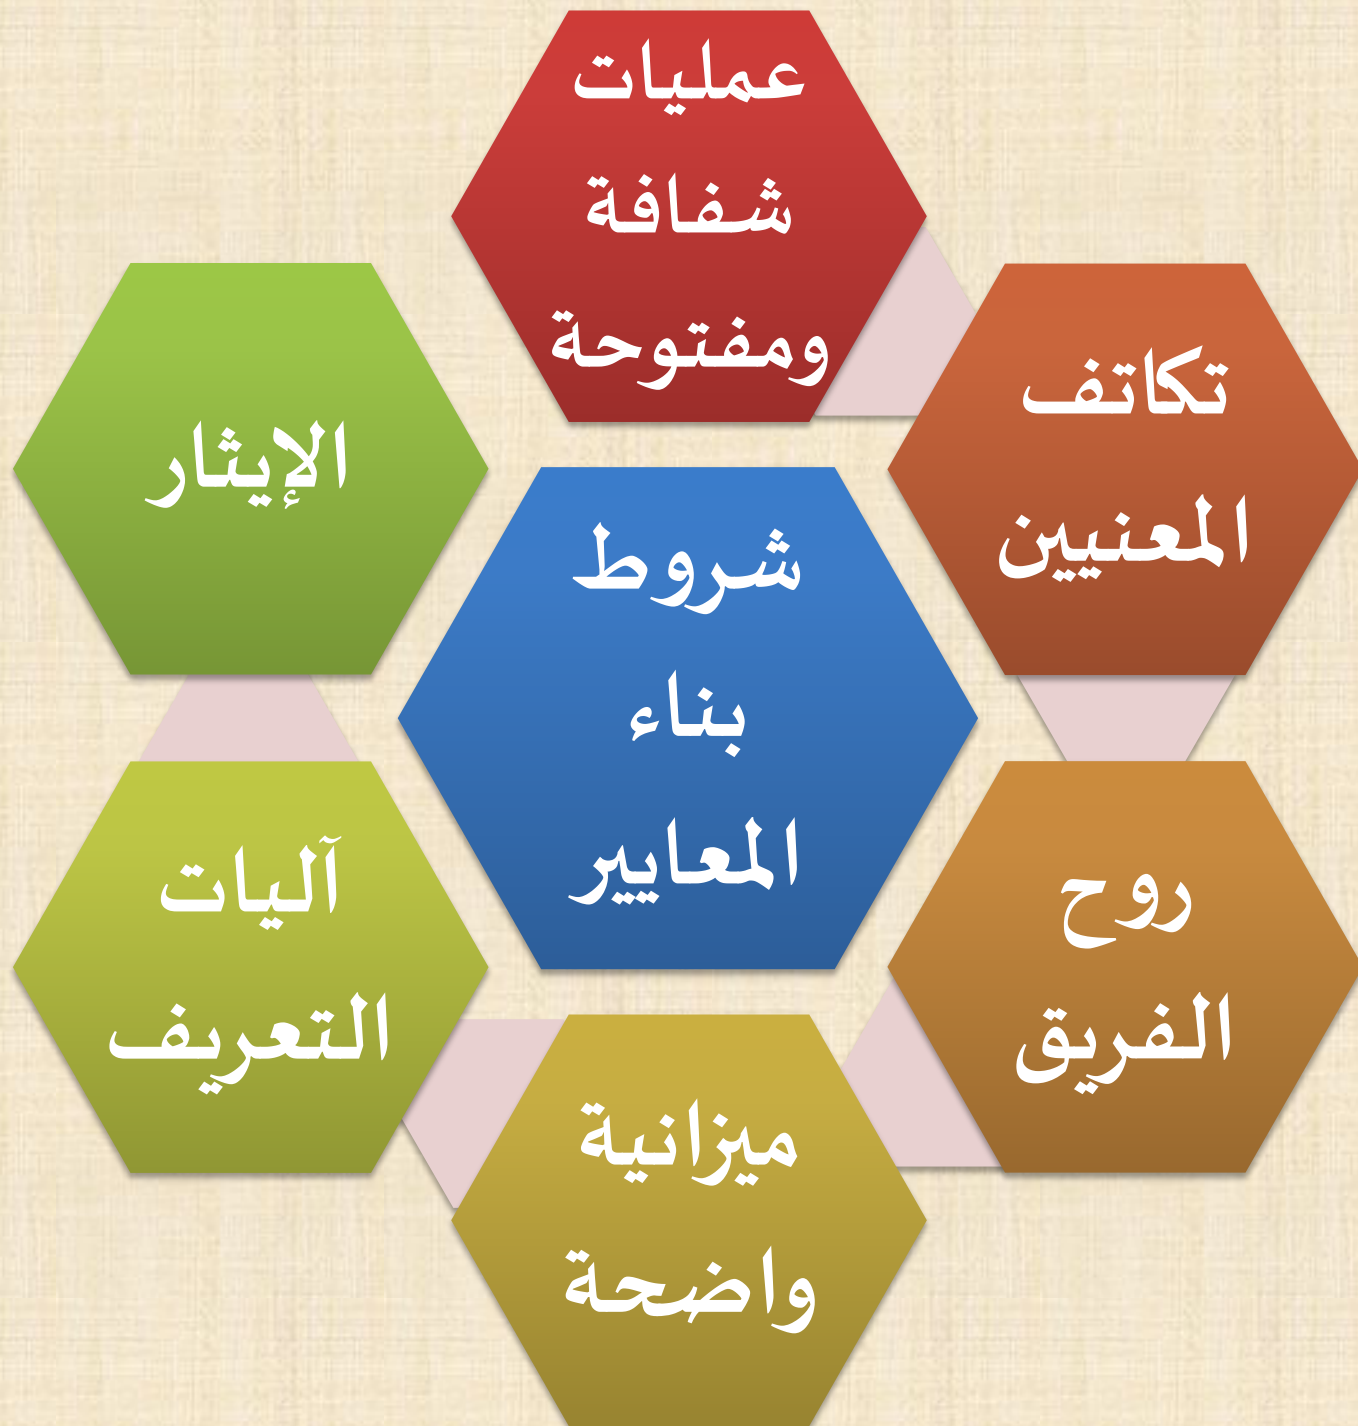 عمليات
شفافة
ومفتوحة
تكاتف
المعنيين
روح
الفريق
ميزانية
واضحة
آليات
التعريف
الإيثار
شروط
بناء
المعايير